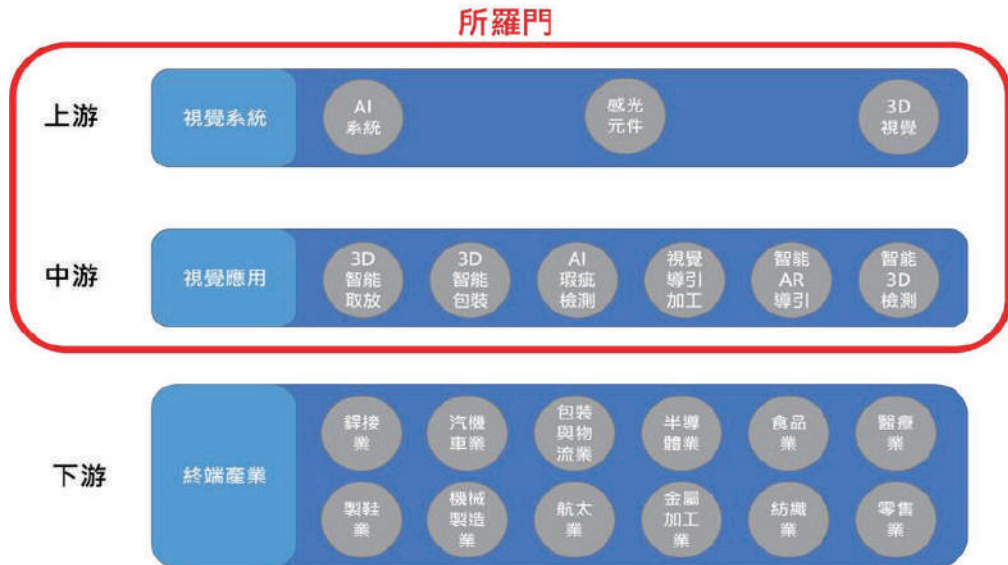 所羅門
上游
視覺系統
AI
系統
感光
元件
3D
視覺
中游
視覺應用
3D
智能
取放
3D
智能
包裝
AI
瑕疵
檢測
視覺
導引
加工
智能
AR
導引
智能
3D
檢測
下游
終端產業
銲接
業
汽機
車業
包裝
與物
流業
半導
體業
食品
業
醫療
業
製鞋
業
機械
製造
業
航太
業
金屬
加工
業
紡織
業
零售
業